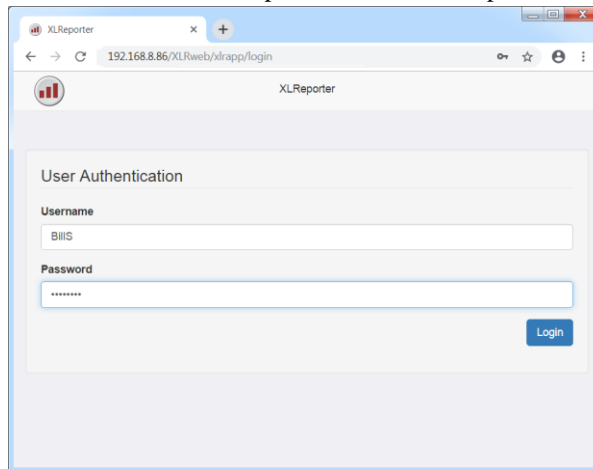 XLReporter
192.168.8.86/XLRweb/xlrapp/login
XLReporter
User Authentication
Username
BillS
Password
••••••••
Login